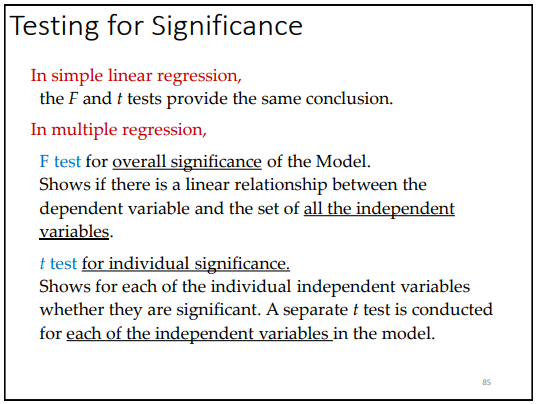 Testing for Significance
In simple linear regression,
the F and t tests provide the same conclusion.
In multiple regression,
F test for overall significance of the Model.
Shows if there is a linear relationship between the
dependent variable and the set of all the independent
variables.
t test for individual significance.
Shows for each of the individual independent variables
whether they are significant. A separate t test is conducted
for each of the independent variables in the model.
85